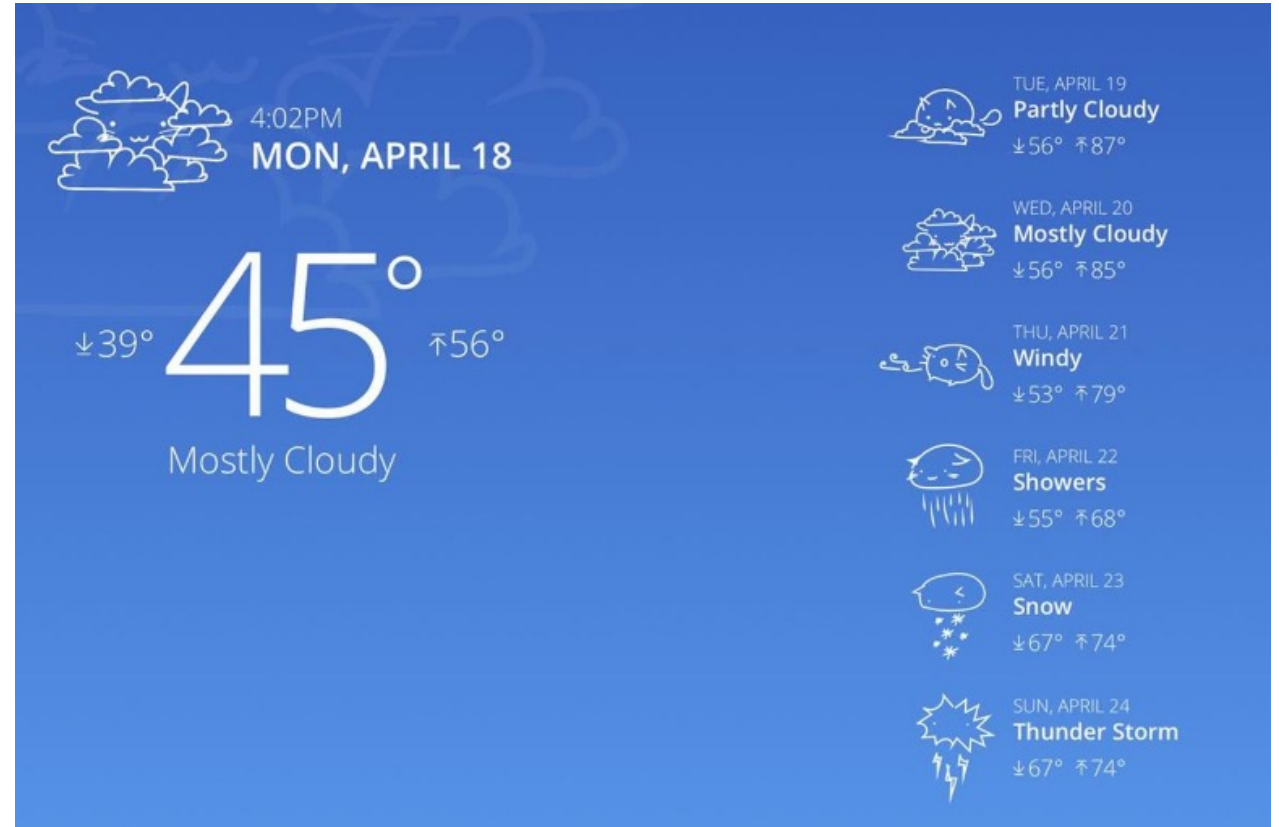 4:02PM
MON, APRIL 18
45°
↓39°
↑56°
Mostly Cloudy
TUE, APRIL 19
Partly Cloudy
↓56° ↑87°
WED, APRIL 20
Mostly Cloudy
↓56° ↑85°
THU, APRIL 21
Windy
↓53° ↑79°
FRI, APRIL 22
Showers
↓55° ↑68°
SAT, APRIL 23
Snow
↓67° ↑74°
SUN, APRIL 24
Thunder Storm
↓67° ↑74°